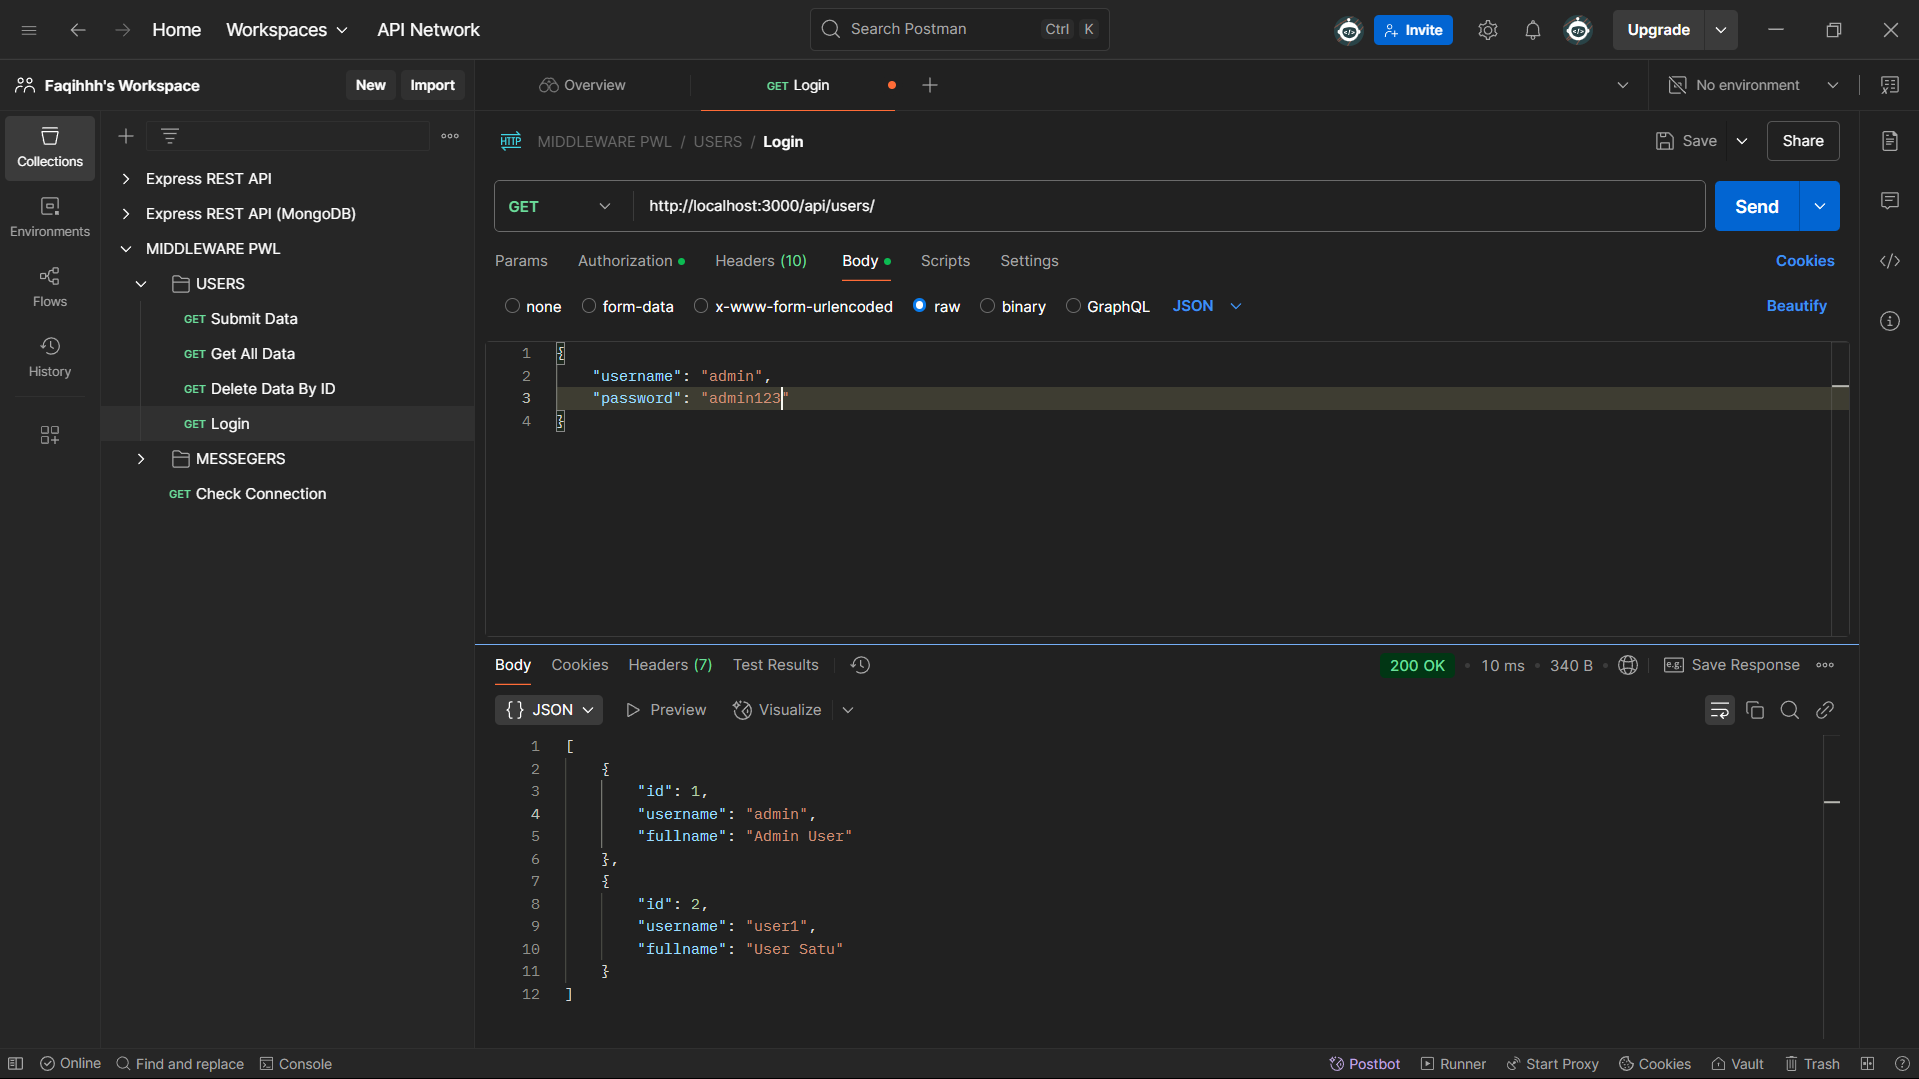 Home Workspaces API Network Search Postman Ctrl K Invite Upgrade
Faqihhh's Workspace New Import Overview GET Login No environment
Collections
Environments
Flows
History
Express REST API
Express REST API (MongoDB)
MIDDLEWARE PWL
USERS
GET Submit Data
GET Get All Data
GET Delete Data By ID
GET Login
MESSEGERS
GET Check Connection
HTTP MIDDLEWARE PWL / USERS / Login Save Share
GET http://localhost:3000/api/users/ Send
Params Authorization Headers (10) Body Scripts Settings Cookies
none form-data x-www-form-urlencoded raw binary GraphQL JSON Beautify
1 {
2 "username": "admin",
3 "password": "admin123"
4 }
Body Cookies Headers (7) Test Results 200 OK 10 ms 340 B e.g. Save Response
{} JSON Preview Visualize
1 [
2 {
3 "id": 1,
4 "username": "admin",
5 "fullname": "Admin User"
6 },
7 {
8 "id": 2,
9 "username": "user1",
10 "fullname": "User Satu"
11 }
12 ]
Online Find and replace Console Postbot Runner Start Proxy Cookies Vault Trash